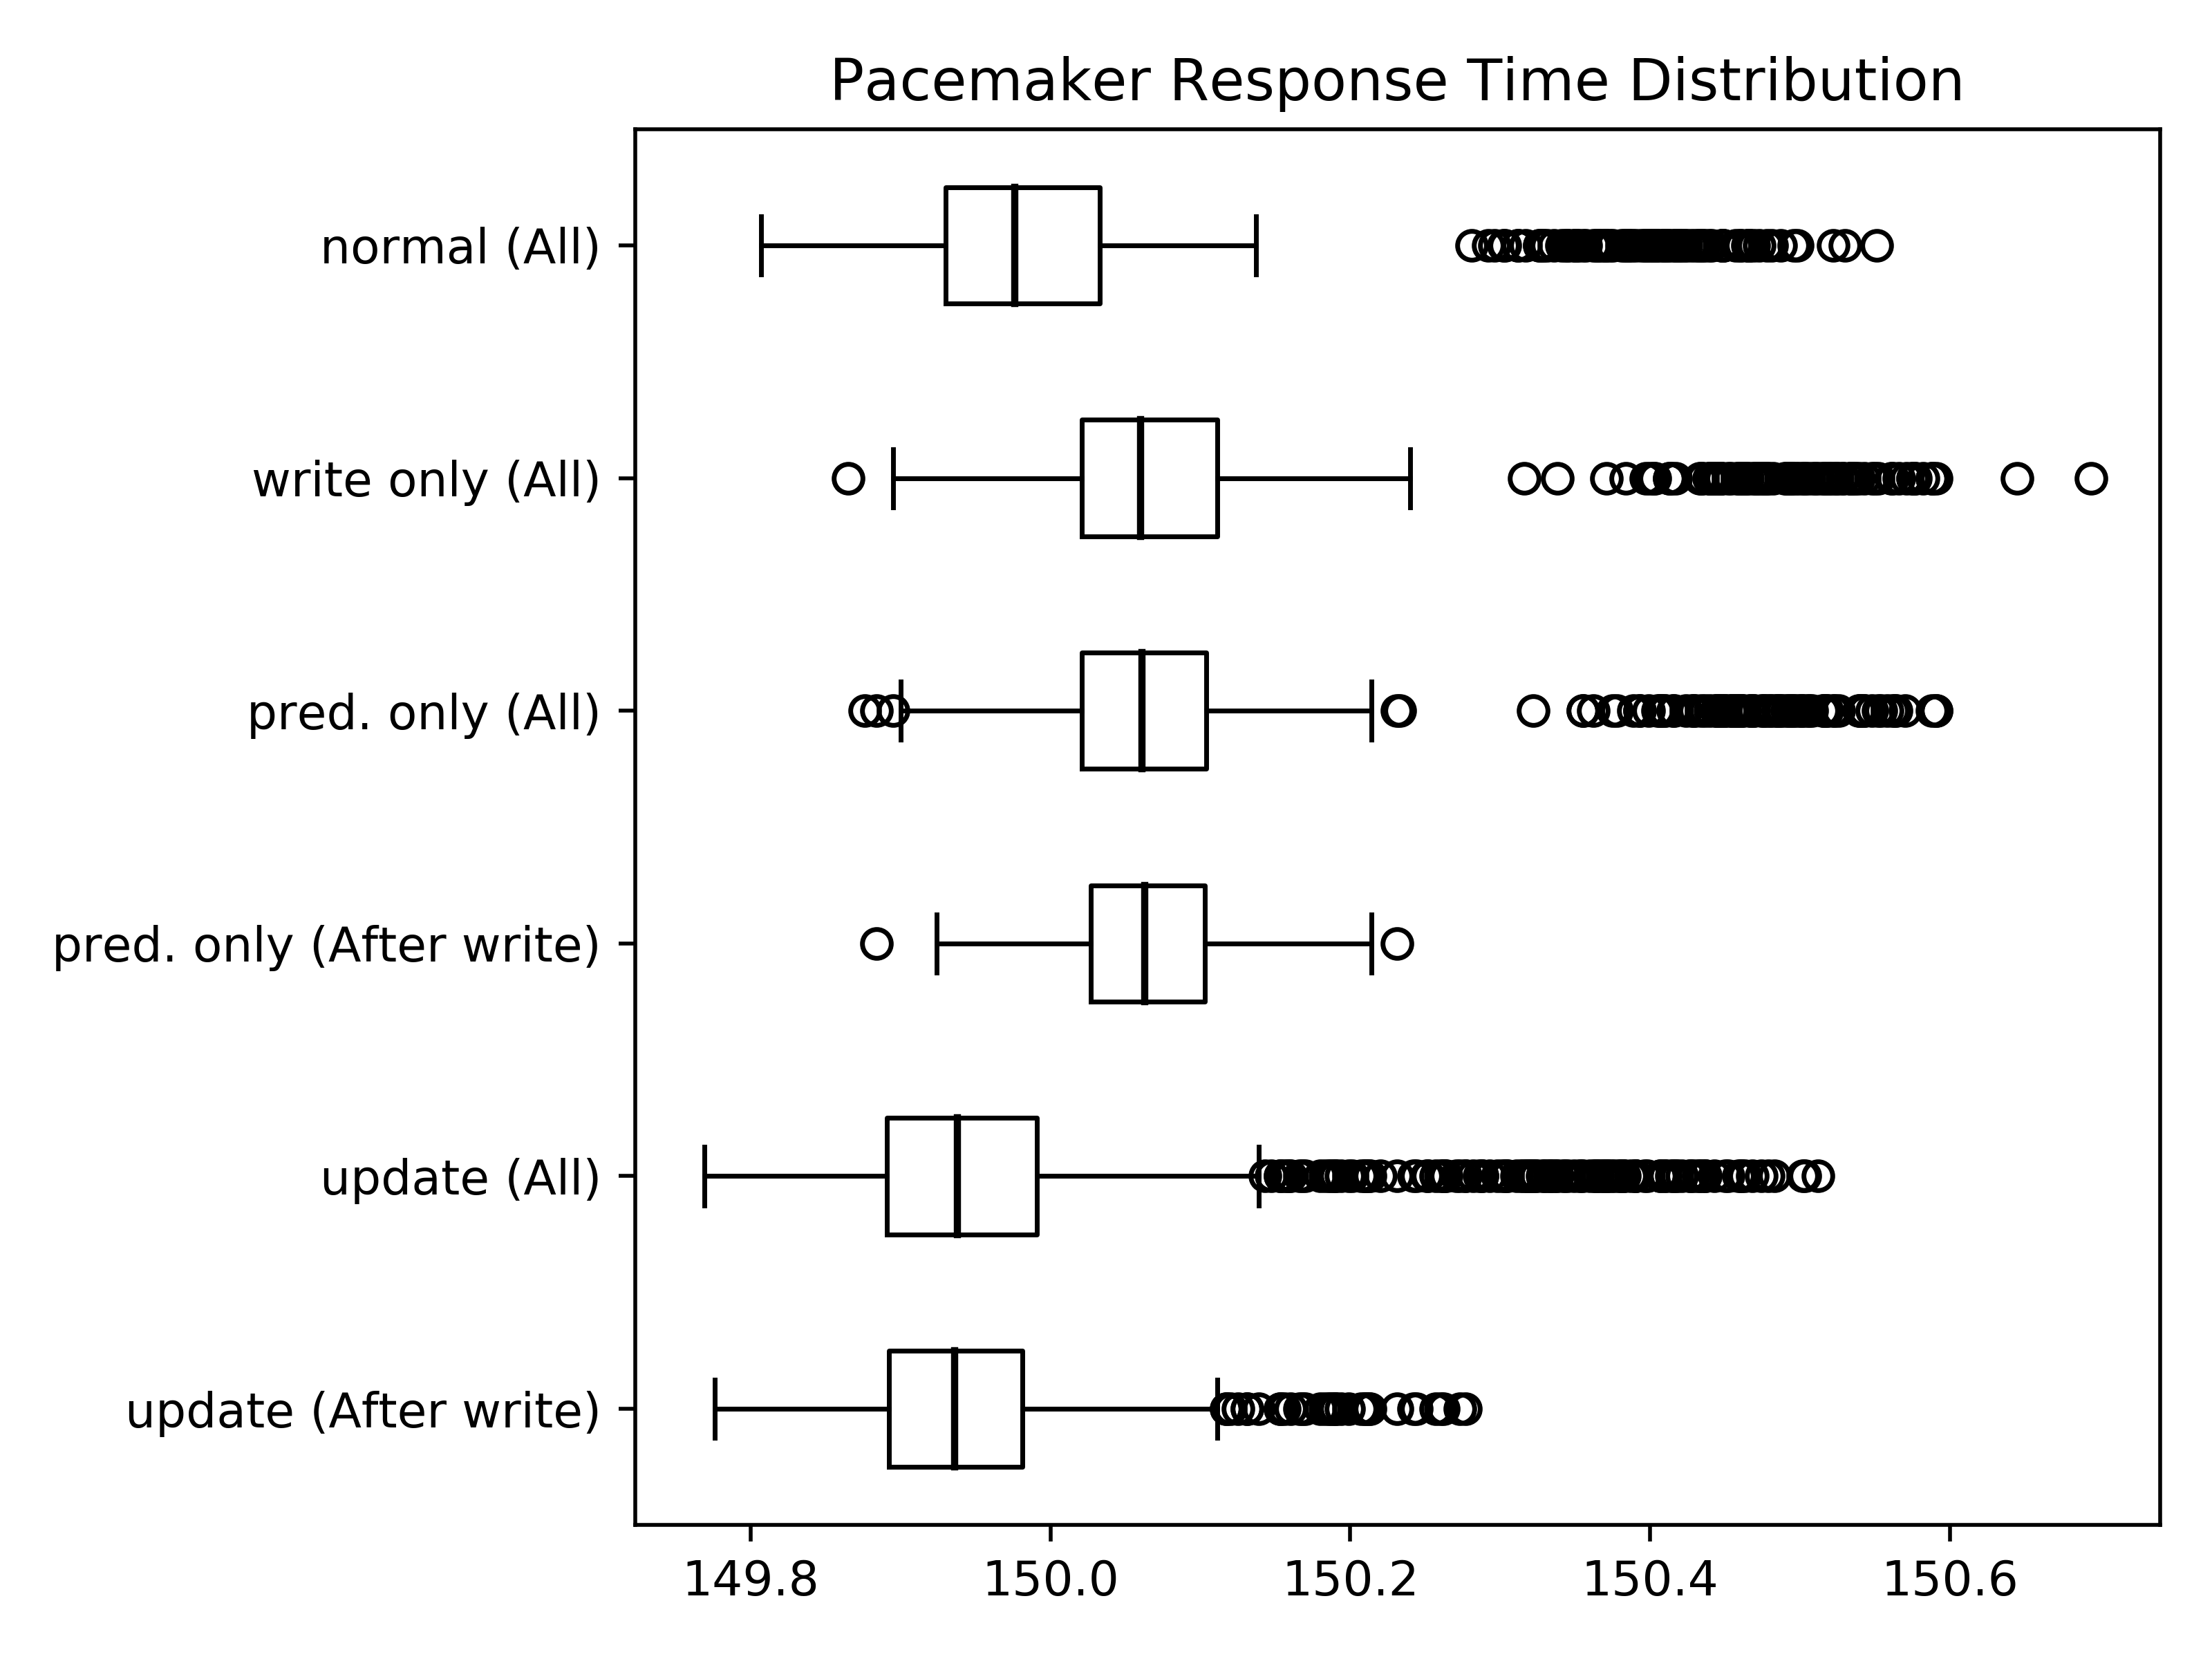 Pacemaker Response Time Distribution
normal (All)
write only (All)
pred. only (All)
pred. only (After write)
update (All)
update (After write)
149.8 150.0 150.2 150.4 150.6